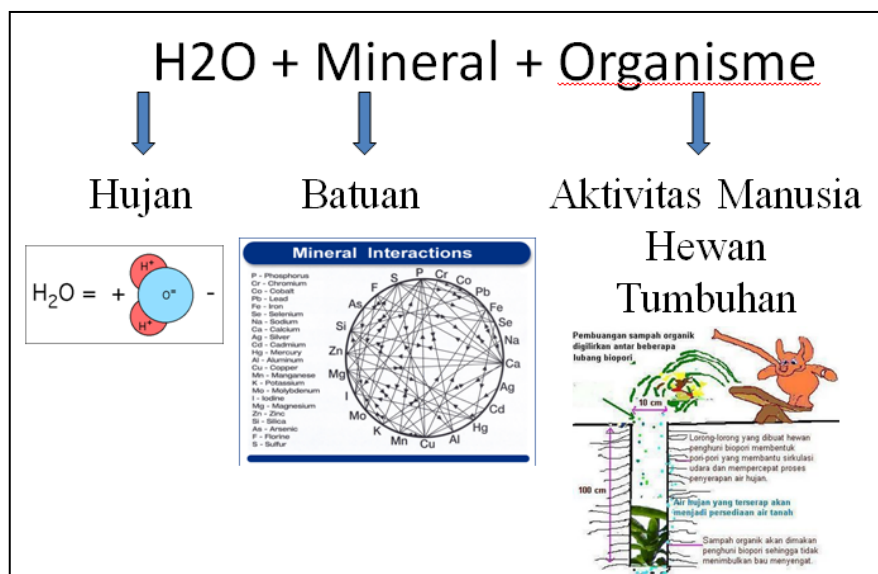 H2O + Mineral + Organisme
Hujan
Batuan
Aktivitas Manusia
Hewan
Tumbuhan
H₂O = + H⁺ O⁼ H⁺ -
Mineral Interactions
P - Phosphorus
Cr - Chromium
Co - Cobalt
Pb - Lead
Fe - Iron
Se - Selenium
Na - Sodium
Ca - Calcium
Ag - Silver
Cd - Cadmium
Hg - Mercury
Al - Aluminum
Cu - Copper
Mn - Manganese
K - Potassium
Mo - Molybdenum
I - Iodine
Mg - Magnesium
Zn - Zinc
Si - Silica
As - Arsenic
F - Florine
S - Sulfur
P
Cr
Co
Pb
Fe
Se
Na
Ca
Ag
Cd
Hg
Al
Cu
Mn
K
Mo
I
Mg
Zn
Si
As
F
S
Pembuangan sampah organik
digilirkan antar beberapa
lubang biopori
10 cm
100 cm
Lorong-lorong yang dibuat hewan
penghuni biopori membentuk
pori-pori yang membantu sirkulasi
udara dan mempercepat proses
penyerapan air hujan.
Air hujan yang terserap akan
menjadi persediaan air tanah
Sampah organik akan dimakan
penghuni biopori sehingga tidak
menimbulkan bau menyengat.